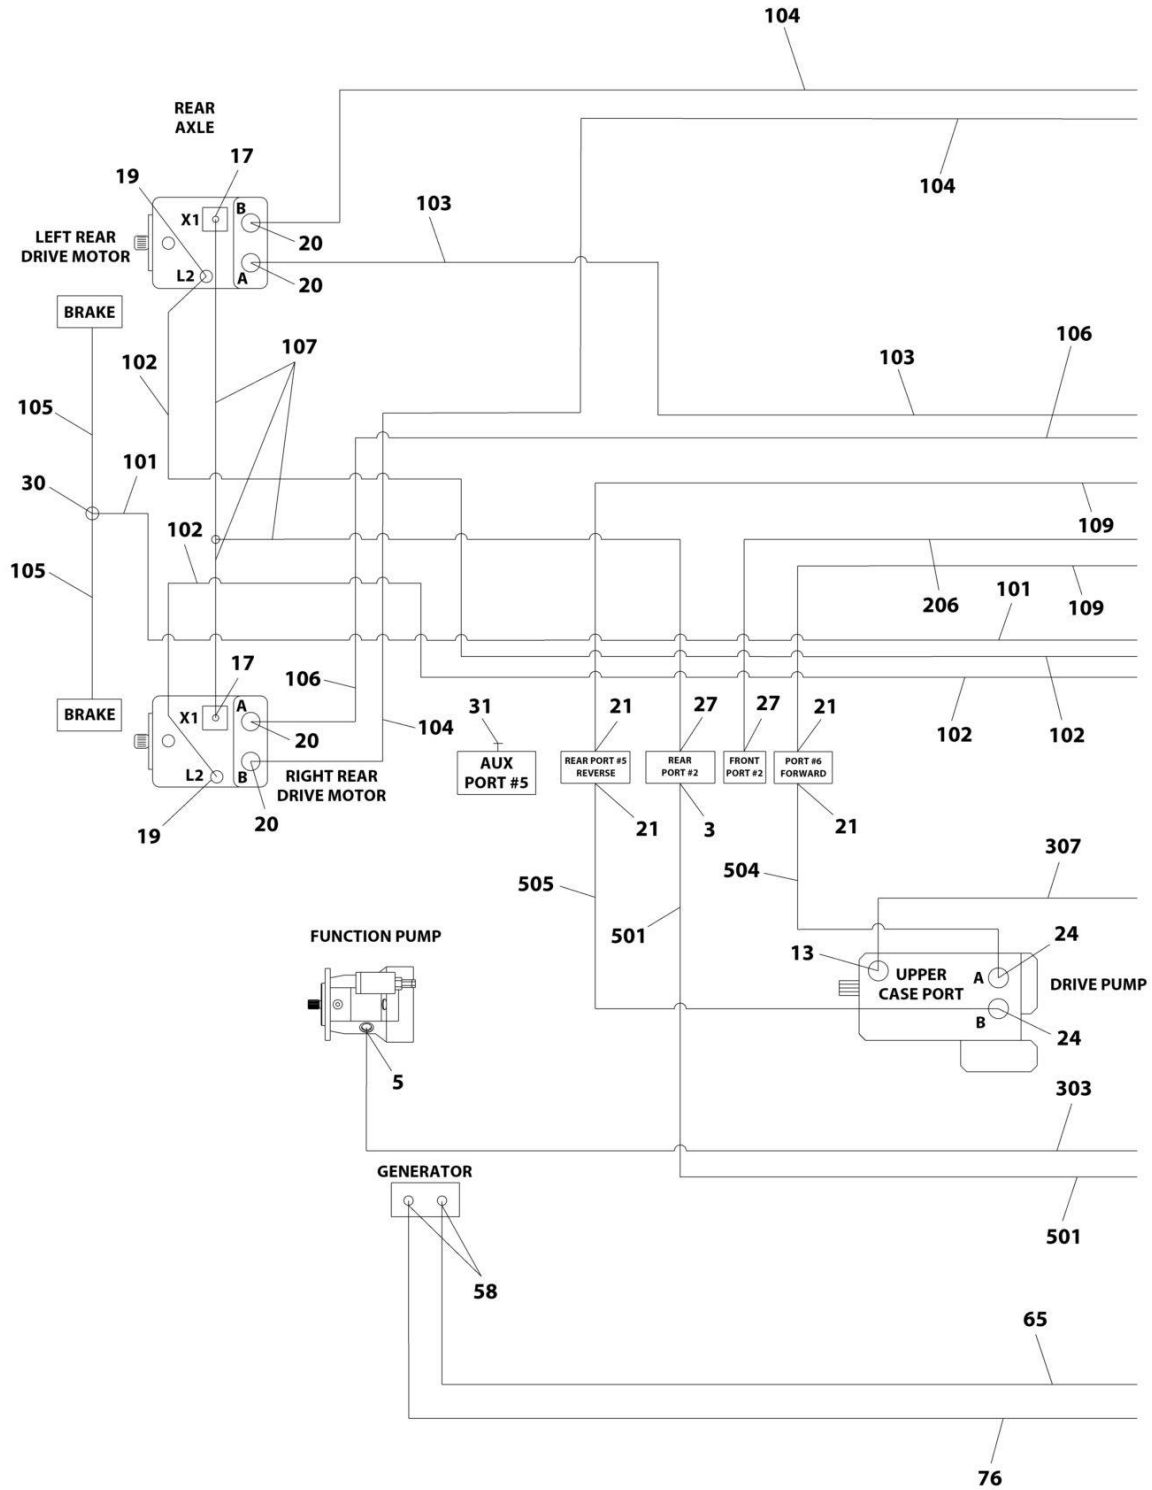 104
REAR
AXLE
17
19
104
103
X1
B
LEFT REAR
DRIVE MOTOR
20
L2
A
20
BRAKE
106
107
102
103
105
101
30
109
102
105
206
109
101
17
106
BRAKE
X1
A
20
104
31
21
27
27
21
102
102
L2
B
RIGHT REAR
DRIVE MOTOR
AUX
PORT #5
REAR PORT #5
REVERSE
REAR
PORT #2
FRONT
PORT #2
PORT #6
FORWARD
19
20
21
3
21
307
505
504
501
FUNCTION PUMP
13
24
UPPER
CASE PORT
A
DRIVE PUMP
B
24
5
303
GENERATOR
501
58
65
76